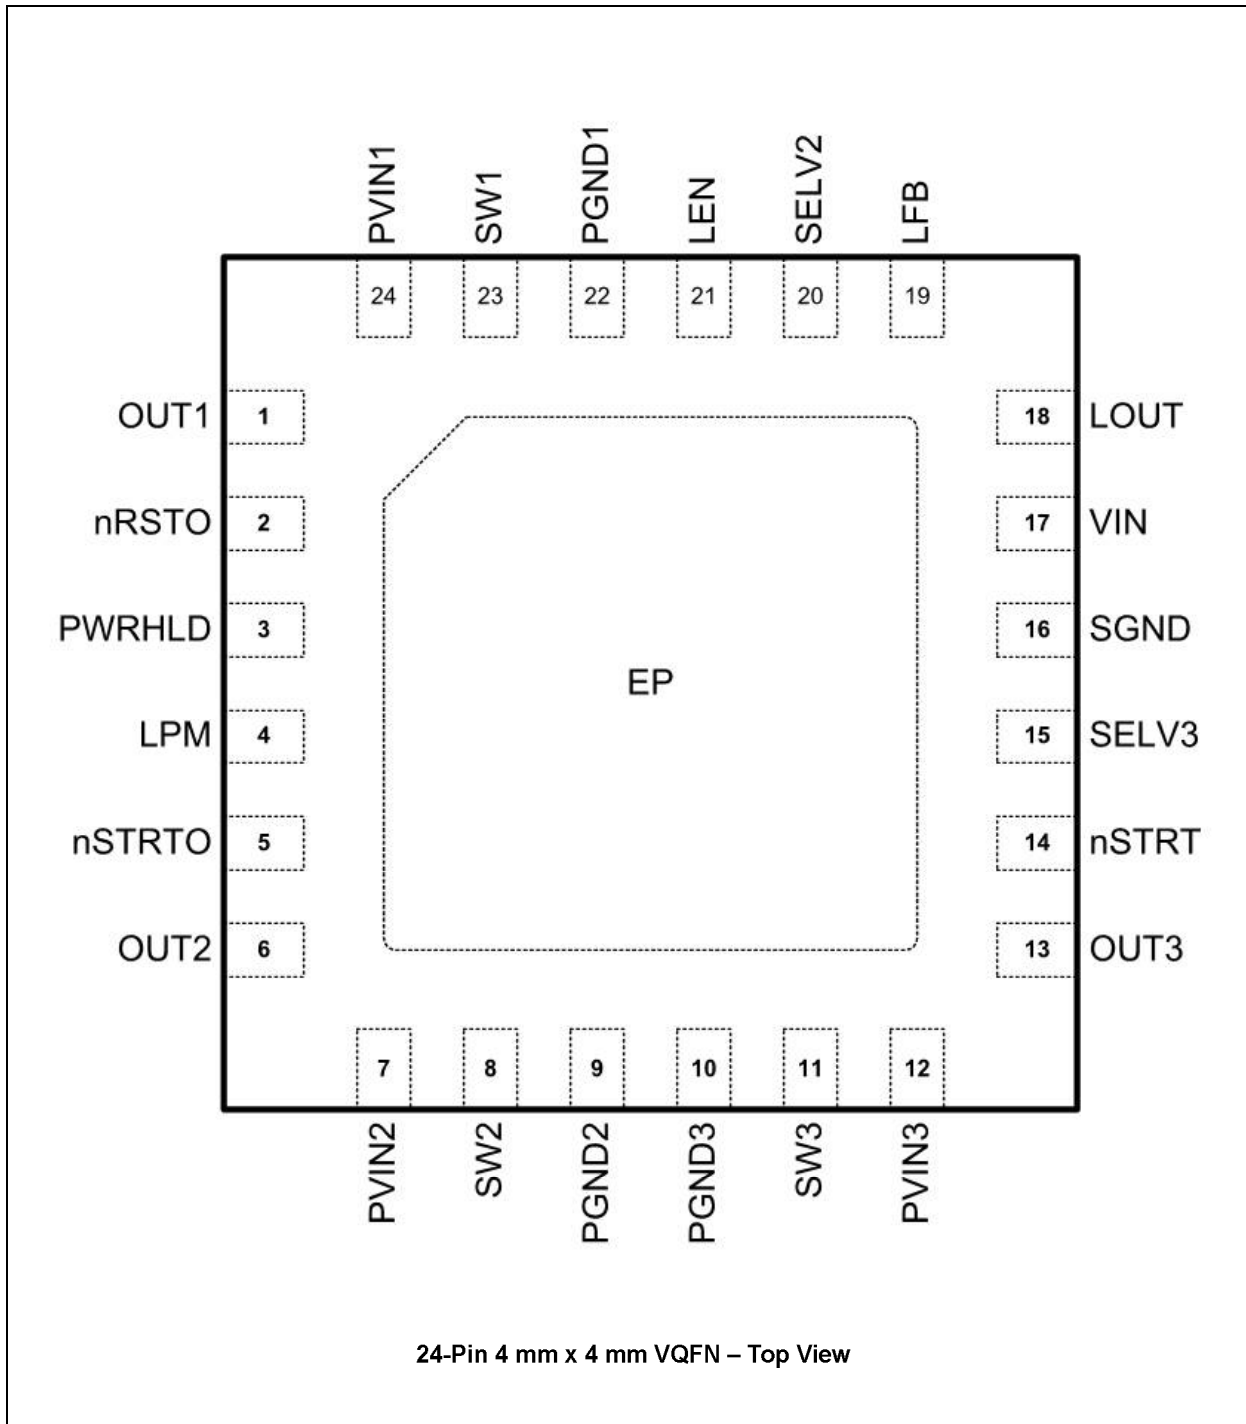 PVIN1 SW1 PGND1 LEN SELV2 LFB
24 23 22 21 20 19
OUT1 1 18 LOUT
nRSTO 2 17 VIN
PWRHLD 3 16 SGND
EP
LPM 4 15 SELV3
nSTRTO 5 14 nSTRT
OUT2 6 13 OUT3
7 8 9 10 11 12
PVIN2 SW2 PGND2 PGND3 SW3 PVIN3
24-Pin 4 mm x 4 mm VQFN – Top View